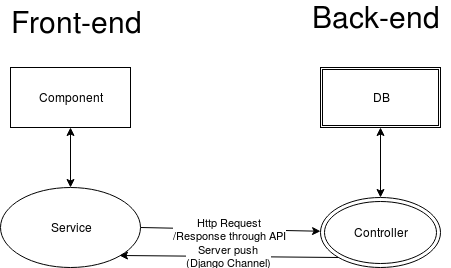 Front-end
Back-end
Component
DB
Service
Http Request
/Response through API
Server push
(Django Channel)
Controller